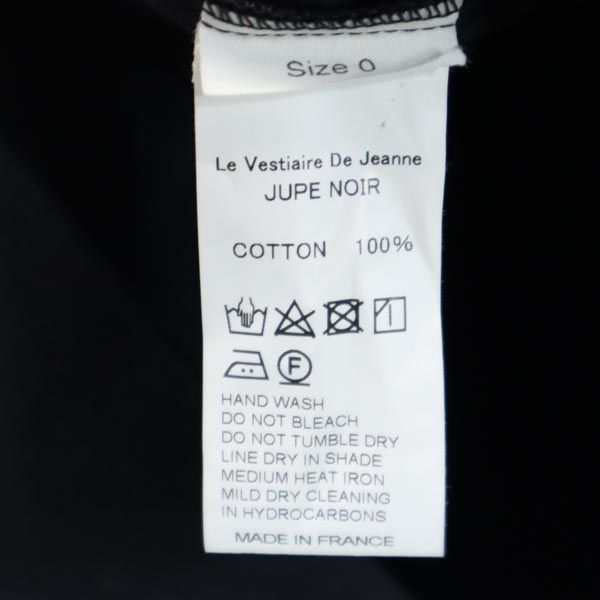 Size 0
Le Vestiaire De Jeanne
JUPE NOIR
COTTON 100%
F
HAND WASH
DO NOT BLEACH
DO NOT TUMBLE DRY
LINE DRY IN SHADE
MEDIUM HEAT IRON
MILD DRY CLEANING
IN HYDROCARBONS
MADE IN FRANCE